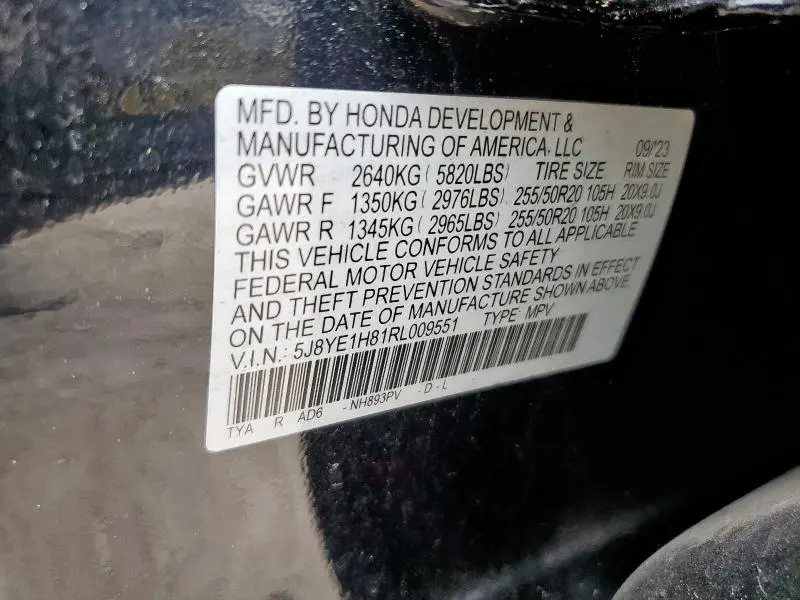 MFD. BY HONDA DEVELOPMENT &
MANUFACTURING OF AMERICA, LLC 09/'23
GVWR 2640KG ( 5820LBS) TIRE SIZE RIM SIZE
GAWR F 1350KG ( 2976LBS) 255/50R20 105H 20X9.0J
GAWR R 1345KG ( 2965LBS) 255/50R20 105H 20X9.0J
THIS VEHICLE CONFORMS TO ALL APPLICABLE
FEDERAL MOTOR VEHICLE SAFETY
AND THEFT PREVENTION STANDARDS IN EFFECT
ON THE DATE OF MANUFACTURE SHOWN ABOVE.
V.I.N.: 5J8YE1H81RL009551 TYPE: MPV
TYA R AD6 - NH893PV - D - L